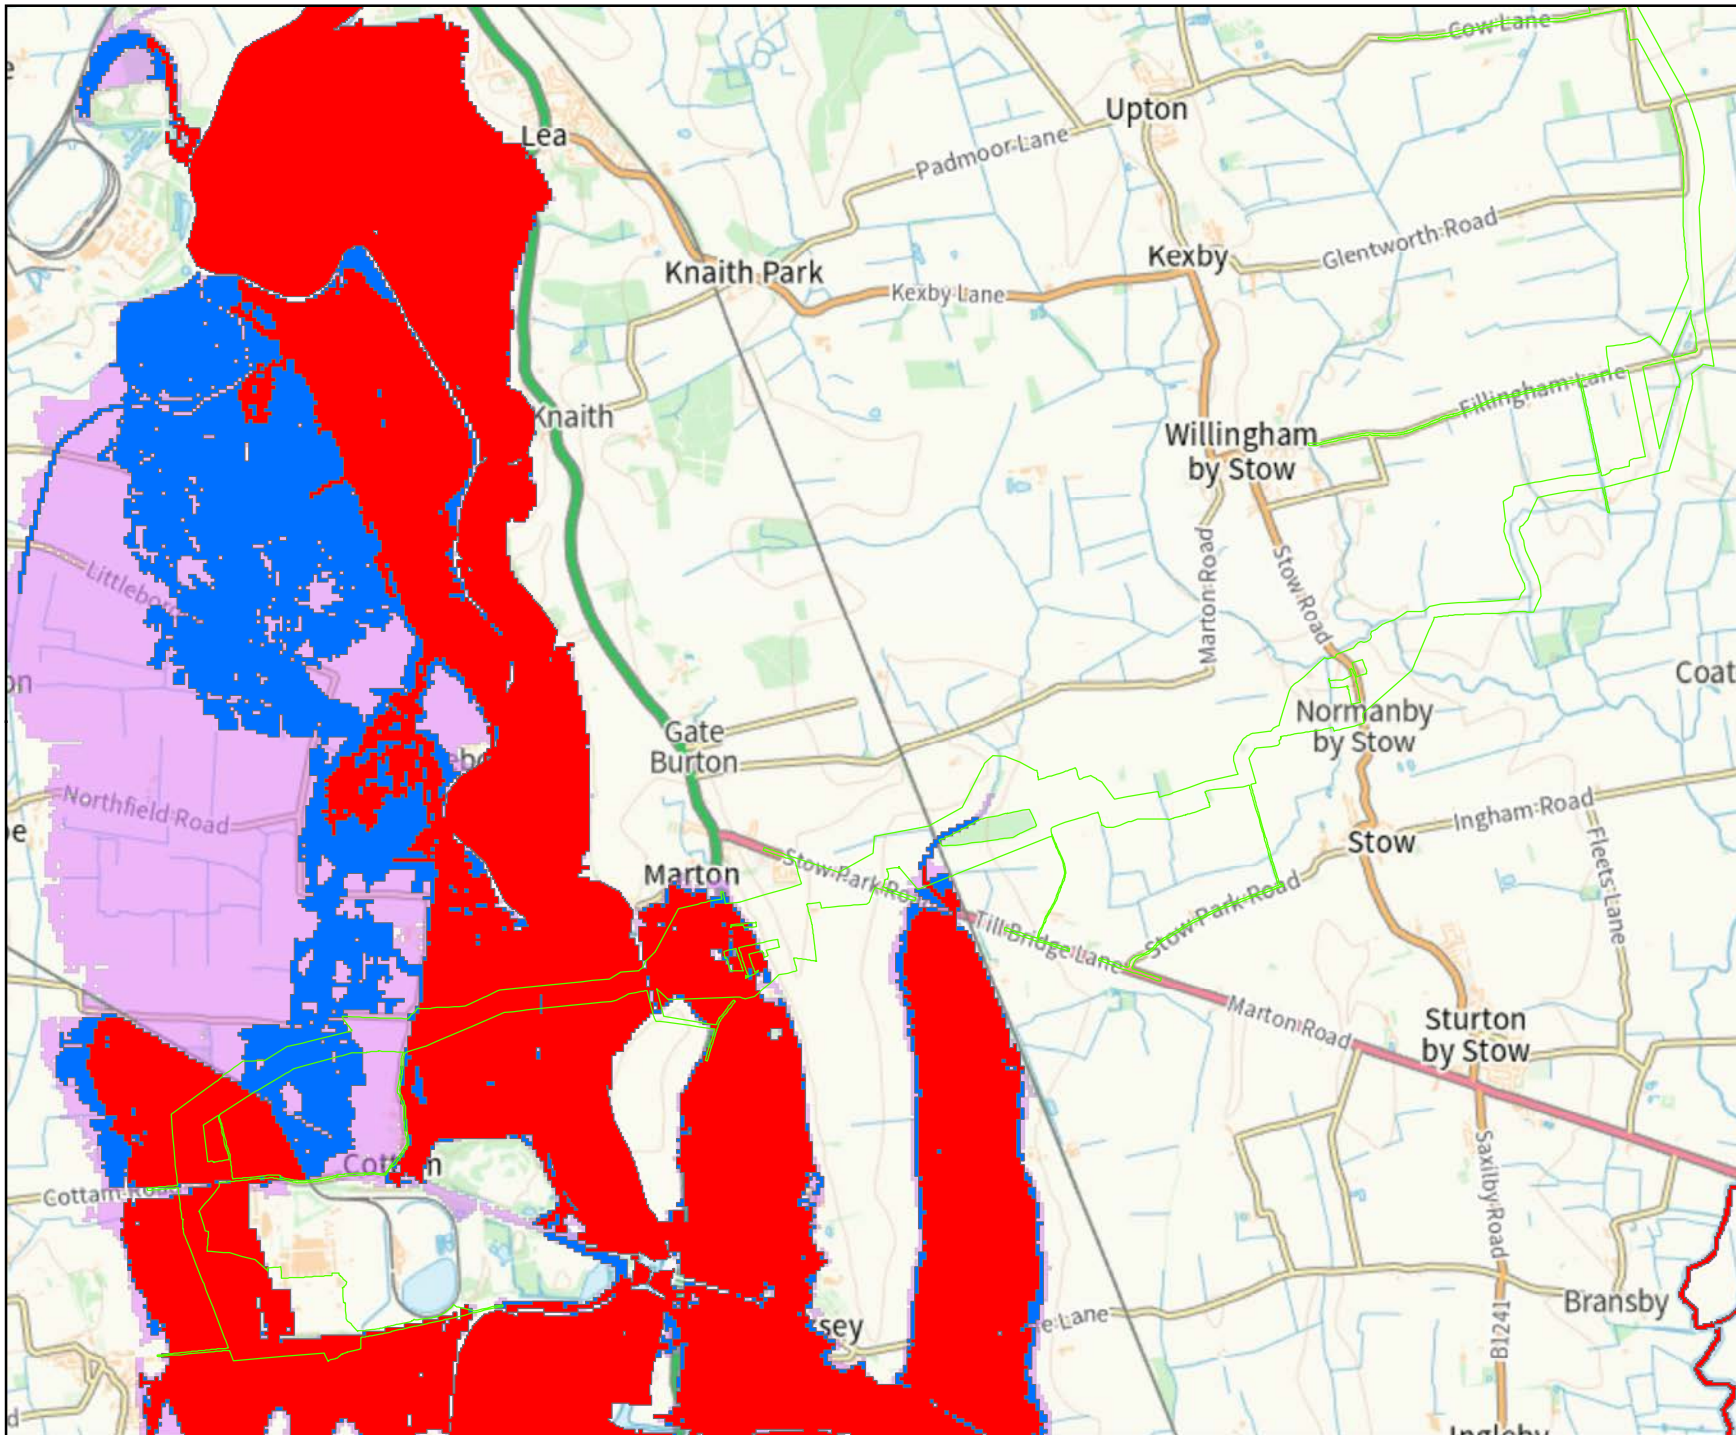 Cow Lane
Upton
Lea
Padmoor Lane
Glentworth Road
Kexby
Knaith Park
Kexby Lane
Fillingham Lane
Knaith
Willingham
by Stow
Marton Road
Stow Road
Coat
Normanby
by Stow
Gate
Burton
Northfield Road
Ingham Road
Stow
Fleets Lane
Marton
Stow Park Road
Stow Park Road
Till Bridge Lane
Marton Road
Sturton
by Stow
Saxilby Road
Cottam Road
Bransby
B1241
sey
e Lane